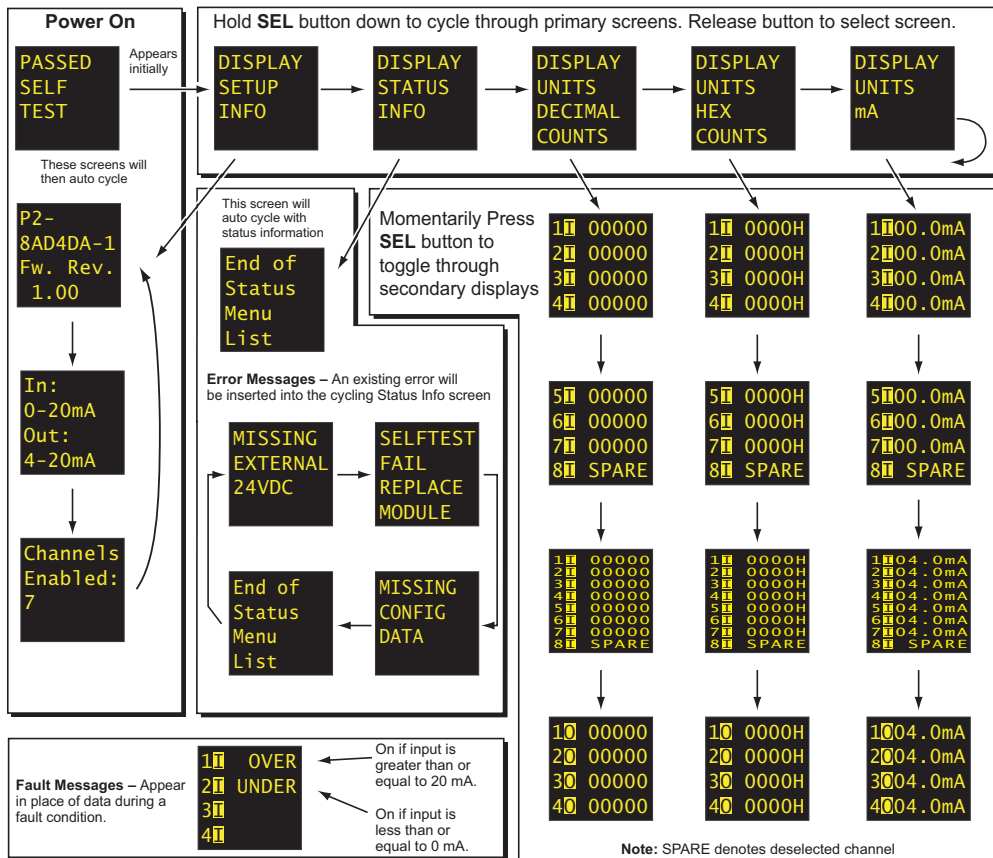 Power On
PASSED
SELF
TEST
Appears
initially
These screens will
then auto cycle
P2-
8AD4DA-1
Fw. Rev.
1.00
In:
0-20mA
Out:
4-20mA
Channels
Enabled:
7
Hold SEL button down to cycle through primary screens. Release button to select screen.
DISPLAY
SETUP
INFO
DISPLAY
STATUS
INFO
DISPLAY
UNITS
DECIMAL
COUNTS
DISPLAY
UNITS
HEX
COUNTS
DISPLAY
UNITS
mA
This screen will
auto cycle with
status information
End of
Status
Menu
List
Error Messages – An existing error will
be inserted into the cycling Status Info screen
MISSING
EXTERNAL
24VDC
SELFTEST
FAIL
REPLACE
MODULE
End of
Status
Menu
List
MISSING
CONFIG
DATA
Momentarily Press
SEL button to
toggle through
secondary displays
1I 00000
2I 00000
3I 00000
4I 00000
1I 0000H
2I 0000H
3I 0000H
4I 0000H
1I00.0mA
2I00.0mA
3I00.0mA
4I00.0mA
5I 00000
6I 00000
7I 00000
8I SPARE
5I 0000H
6I 0000H
7I 0000H
8I SPARE
5I00.0mA
6I00.0mA
7I00.0mA
8I SPARE
1I 00000
2I 00000
3I 00000
4I 00000
5I 00000
6I 00000
7I 00000
8I SPARE
1I 0000H
2I 0000H
3I 0000H
4I 0000H
5I 0000H
6I 0000H
7I 0000H
8I SPARE
1I04.0mA
2I04.0mA
3I04.0mA
4I04.0mA
5I04.0mA
6I04.0mA
7I04.0mA
8I SPARE
1O 00000
2O 00000
3O 00000
4O 00000
1O 0000H
2O 0000H
3O 0000H
4O 0000H
1O04.0mA
2O04.0mA
3O04.0mA
4O04.0mA
Note: SPARE denotes deselected channel
Fault Messages – Appear
in place of data during a
fault condition.
1I OVER
2I UNDER
3I
4I
On if input is
greater than or
equal to 20 mA.
On if input is
less than or
equal to 0 mA.